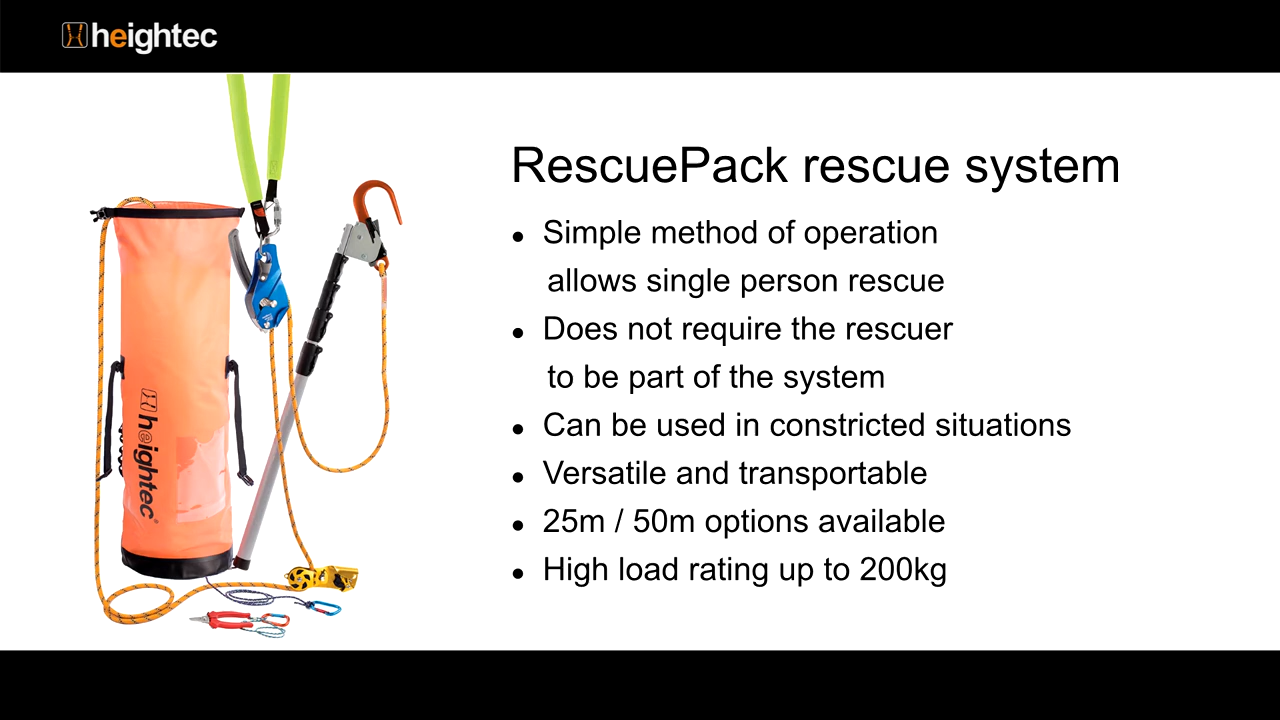 heightec
RescuePack rescue system
• Simple method of operation
allows single person rescue
• Does not require the rescuer
to be part of the system
• Can be used in constricted situations
• Versatile and transportable
• 25m / 50m options available
• High load rating up to 200kg
heightec